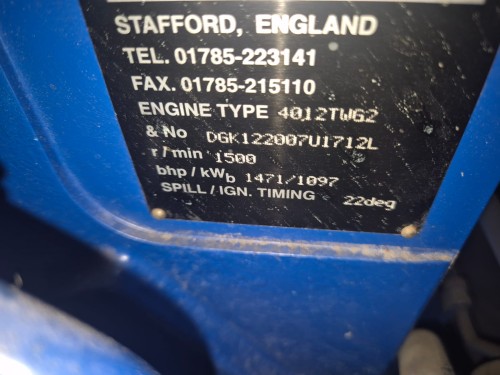 STAFFORD, ENGLAND
TEL. 01785-223141
FAX. 01785-215110
ENGINE TYPE 4012TWG2
& No DGK122007U1712L
r/min 1500
bhp/kWb 1471/1097
SPILL/IGN. TIMING 22deg